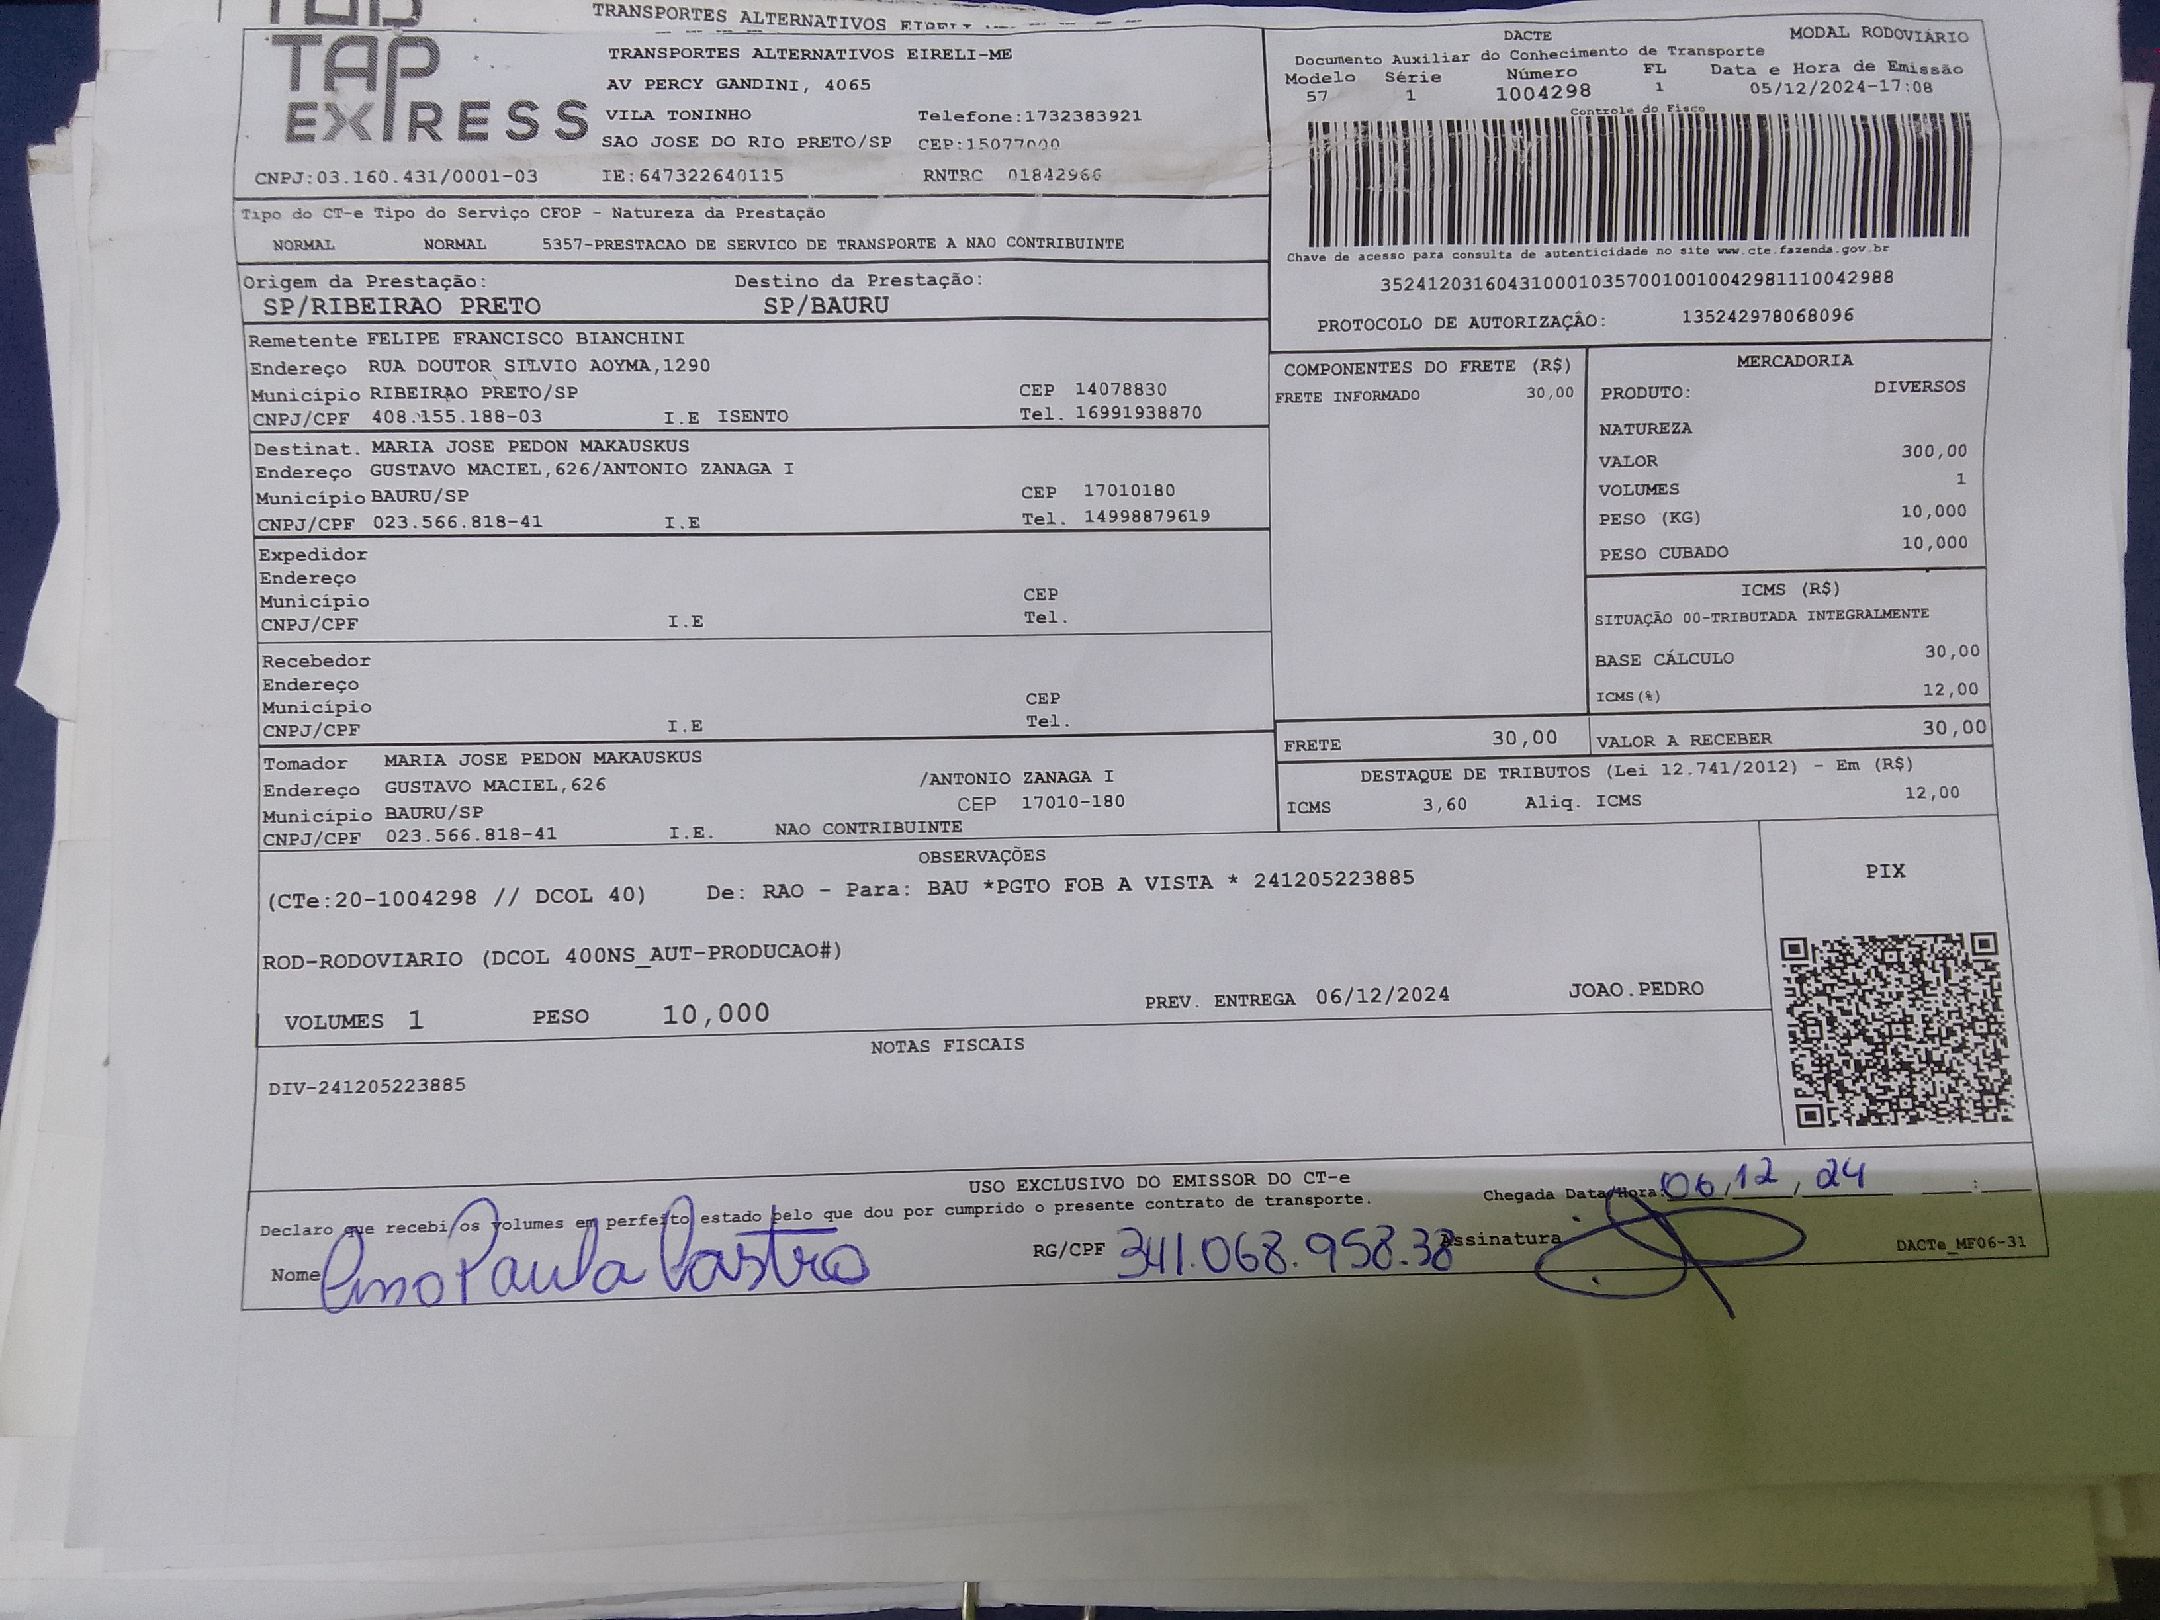 TRANSPORTES ALTERNATIVOS
TAP EXPRESS
TRANSPORTES ALTERNATIVOS EIRELI-ME
AV PERCY GANDINI, 4065
VILA TONINHO Telefone:1732383921
SAO JOSE DO RIO PRETO/SP CEP:15077000
CNPJ:03.160.431/0001-03 IE:647322640115 RNTRC 01842966
DACTE MODAL RODOVIÁRIO
Documento Auxiliar do Conhecimento de Transporte
Modelo Série Número FL Data e Hora de Emissão
57 1 1004298 1 05/12/2024-17:08
Controle do Fisco
Chave de acesso para consulta de autenticidade no site www.cte.fazenda.gov.br
35241203160431000103570010010042981110042988
PROTOCOLO DE AUTORIZAÇÃO: 135242978068096
Tipo do CT-e Tipo do Serviço CFOP - Natureza da Prestação
NORMAL NORMAL 5357-PRESTACAO DE SERVICO DE TRANSPORTE A NAO CONTRIBUINTE
Origem da Prestação: Destino da Prestação:
SP/RIBEIRAO PRETO SP/BAURU
Remetente FELIPE FRANCISCO BIANCHINI
Endereço RUA DOUTOR SILVIO AOYMA,1290
Município RIBEIRAO PRETO/SP CEP 14078830
CNPJ/CPF 408.155.188-03 I.E ISENTO Tel. 16991938870
Destinat. MARIA JOSE PEDON MAKAUSKUS
Endereço GUSTAVO MACIEL,626/ANTONIO ZANAGA I
Município BAURU/SP CEP 17010180
CNPJ/CPF 023.566.818-41 I.E Tel. 14998879619
Expedidor
Endereço
Município CEP
CNPJ/CPF I.E Tel.
Recebedor
Endereço
Município CEP
CNPJ/CPF I.E Tel.
Tomador MARIA JOSE PEDON MAKAUSKUS
Endereço GUSTAVO MACIEL,626 /ANTONIO ZANAGA I
Município BAURU/SP CEP 17010-180
CNPJ/CPF 023.566.818-41 I.E. NAO CONTRIBUINTE
COMPONENTES DO FRETE (R$)
FRETE INFORMADO 30,00
MERCADORIA
PRODUTO: DIVERSOS
NATUREZA
VALOR 300,00
VOLUMES 1
PESO (KG) 10,000
PESO CUBADO 10,000
ICMS (R$)
SITUAÇÃO 00-TRIBUTADA INTEGRALMENTE
BASE CÁLCULO 30,00
ICMS(%) 12,00
FRETE 30,00 VALOR A RECEBER 30,00
DESTAQUE DE TRIBUTOS (Lei 12.741/2012) - Em (R$)
ICMS 3,60 Aliq. ICMS 12,00
OBSERVAÇÕES
(CTe:20-1004298 // DCOL 40) De: RAO - Para: BAU *PGTO FOB A VISTA * 241205223885
ROD-RODOVIARIO (DCOL 400NS_AUT-PRODUCAO#)
VOLUMES 1 PESO 10,000 PREV. ENTREGA 06/12/2024 JOAO.PEDRO
PIX
NOTAS FISCAIS
DIV-241205223885
USO EXCLUSIVO DO EMISSOR DO CT-e
Declaro que recebi os volumes em perfeito estado pelo que dou por cumprido o presente contrato de transporte.
Chegada Data/Hora: 06,12,24 :
Nome Ana Paula Castro RG/CPF 341.068.958.38 Assinatura
DACTe_MF06-31